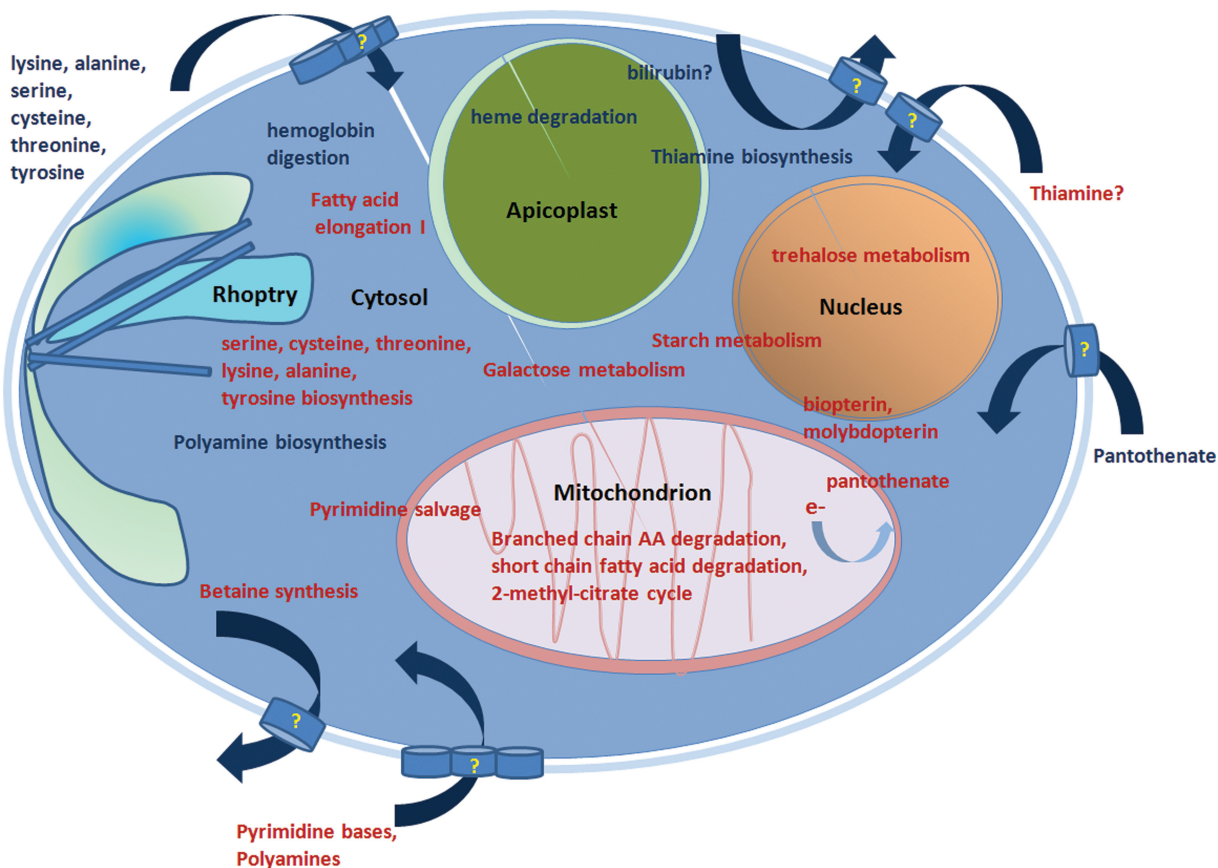 lysine, alanine,
serine,
cysteine,
threonine,
tyrosine
?
hemoglobin
digestion
Fatty acid
elongation I
heme degradation
Apicoplast
bilirubin?
Thiamine biosynthesis
?
?
Thiamine?
trehalose metabolism
Nucleus
Rhoptry
Cytosol
serine, cysteine, threonine,
lysine, alanine,
tyrosine biosynthesis
Galactose metabolism
Starch metabolism
?
Pantothenate
biopterin,
molybdopterin
pantothenate
Polyamine biosynthesis
Pyrimidine salvage
Mitochondrion
e-
Branched chain AA degradation,
short chain fatty acid degradation,
2-methyl-citrate cycle
Betaine synthesis
?
?
Pyrimidine bases,
Polyamines